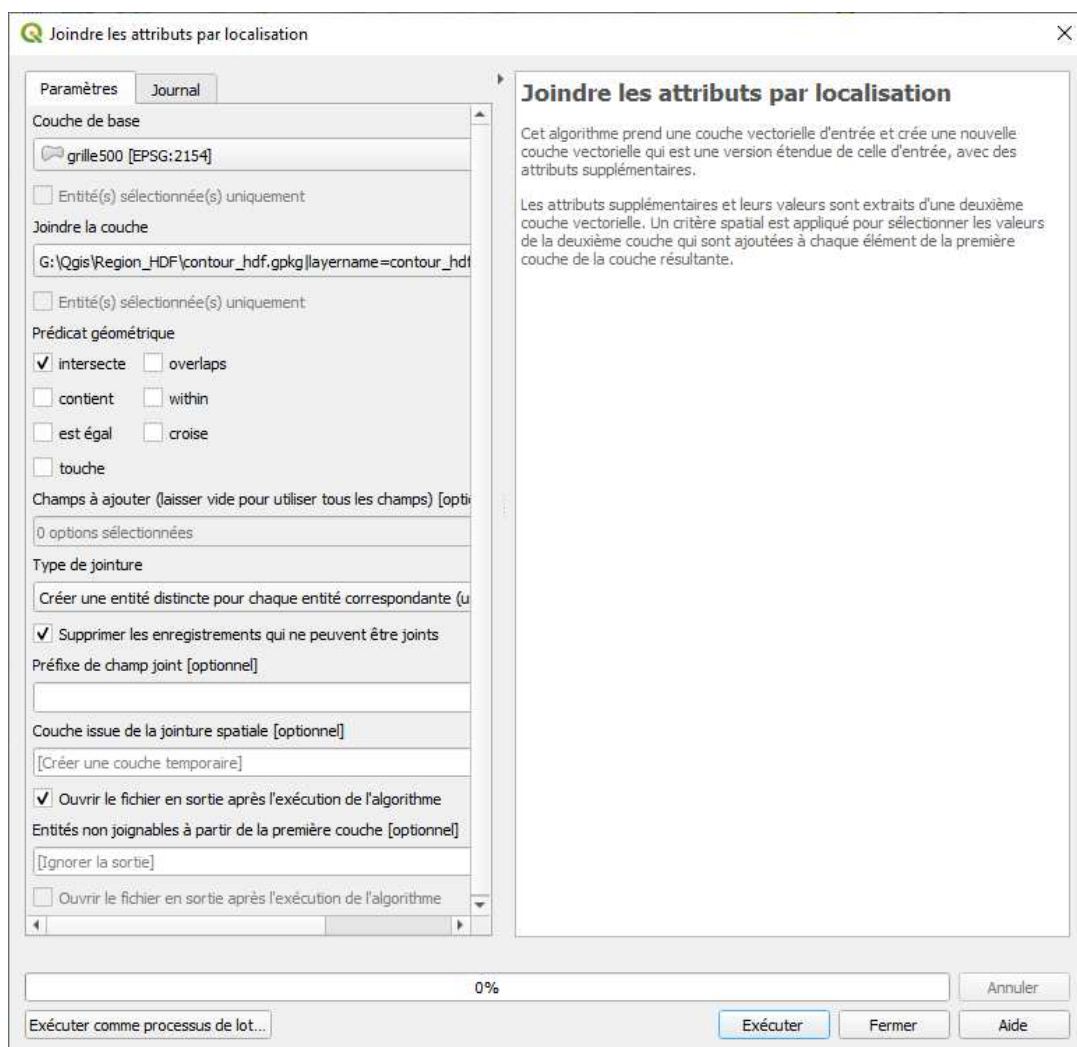 Joindre les attributs par localisation
Paramètres
Journal
Couche de base
grille500 [EPSG:2154]
Entité(s) sélectionnée(s) uniquement
Joindre la couche
G:\Qgis\Region_HDF\contour_hdf.gpkg|layername=contour_hdf
Entité(s) sélectionnée(s) uniquement
Prédicat géométrique
intersecte overlaps
contient within
est égal croise
touche
Champs à ajouter (laisser vide pour utiliser tous les champs) [opti
0 options sélectionnées
Type de jointure
Créer une entité distincte pour chaque entité correspondante (u
Supprimer les enregistrements qui ne peuvent être joints
Préfixe de champ joint [optionnel]
Couche issue de la jointure spatiale [optionnel]
[Créer une couche temporaire]
Ouvrir le fichier en sortie après l'exécution de l'algorithme
Entités non joignables à partir de la première couche [optionnel]
[Ignorer la sortie]
Ouvrir le fichier en sortie après l'exécution de l'algorithme
Joindre les attributs par localisation
Cet algorithme prend une couche vectorielle d'entrée et crée une nouvelle
couche vectorielle qui est une version étendue de celle d'entrée, avec des
attributs supplémentaires.
Les attributs supplémentaires et leurs valeurs sont extraits d'une deuxième
couche vectorielle. Un critère spatial est appliqué pour sélectionner les valeurs
de la deuxième couche qui sont ajoutées à chaque élément de la première
couche de la couche résultante.
0%
Annuler
Exécuter comme processus de lot...
Exécuter
Fermer
Aide